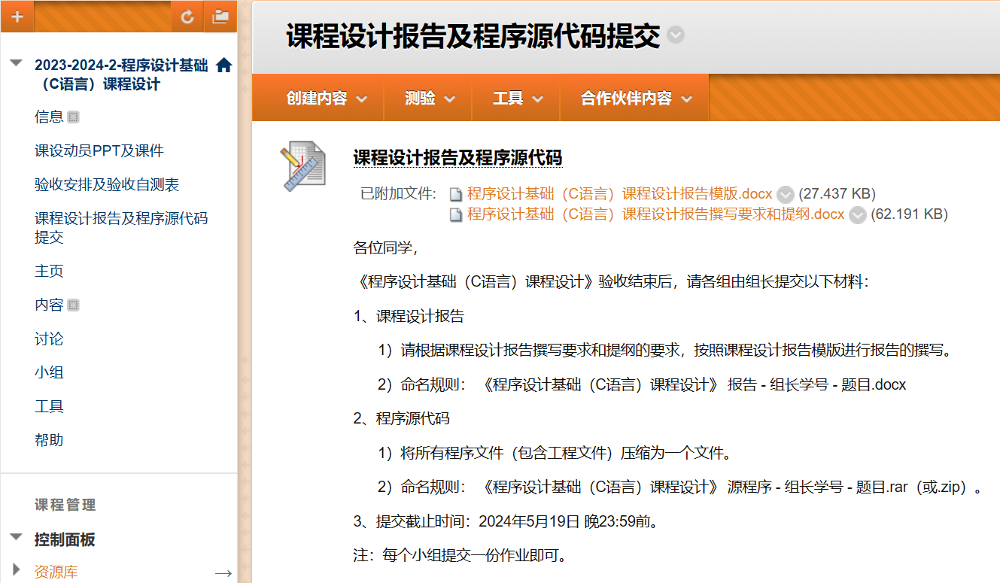 课程设计报告及程序源代码提交
2023-2024-2-程序设计基础
（C语言）课程设计
信息
课设动员PPT及课件
验收安排及验收自测表
课程设计报告及程序源代码
提交
主页
内容
讨论
小组
工具
帮助
课程管理
控制面板
资源库
创建内容
测验
工具
合作伙伴内容
课程设计报告及程序源代码
已附加文件: 程序设计基础（C语言）课程设计报告模版.docx (27.437 KB)
程序设计基础（C语言）课程设计报告撰写要求和提纲.docx (62.191 KB)
各位同学，
《程序设计基础（C语言）课程设计》验收结束后，请各组由组长提交以下材料：
1、课程设计报告
1）请根据课程设计报告撰写要求和提纲的要求，按照课程设计报告模版进行报告的撰写。
2）命名规则：《程序设计基础（C语言）课程设计》 报告 - 组长学号 - 题目.docx
2、程序源代码
1）将所有程序文件（包含工程文件）压缩为一个文件。
2）命名规则：《程序设计基础（C语言）课程设计》 源程序 - 组长学号 - 题目.rar（或.zip）。
3、提交截止时间：2024年5月19日 晚23:59前。
注：每个小组提交一份作业即可。